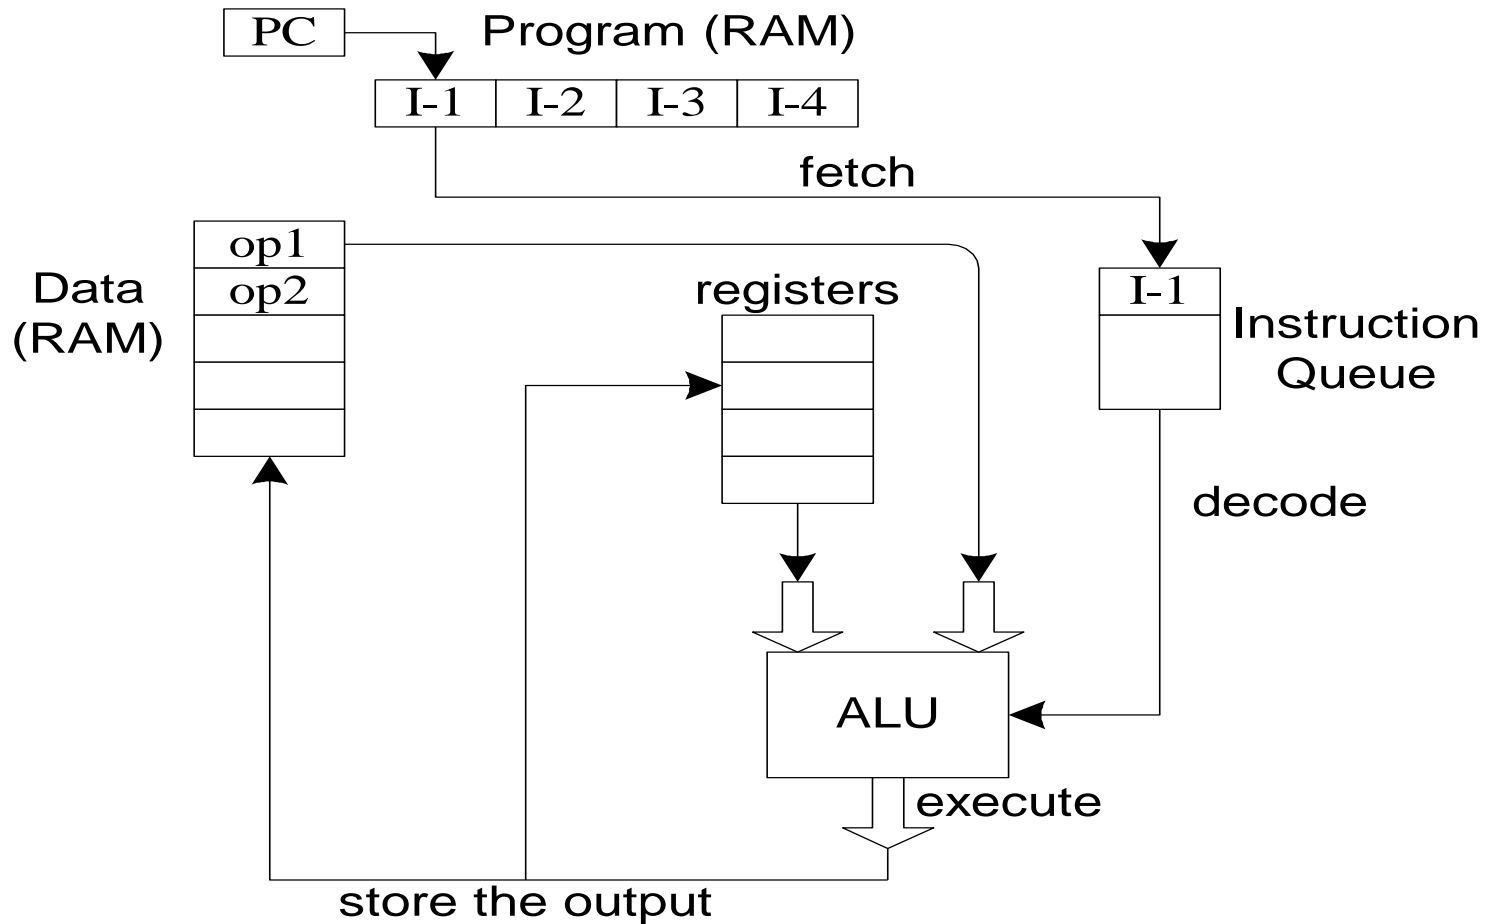 PC
Program (RAM)
I-1 I-2 I-3 I-4
fetch
op1
op2
Data
(RAM)
registers
I-1
Instruction
Queue
decode
ALU
execute
store the output